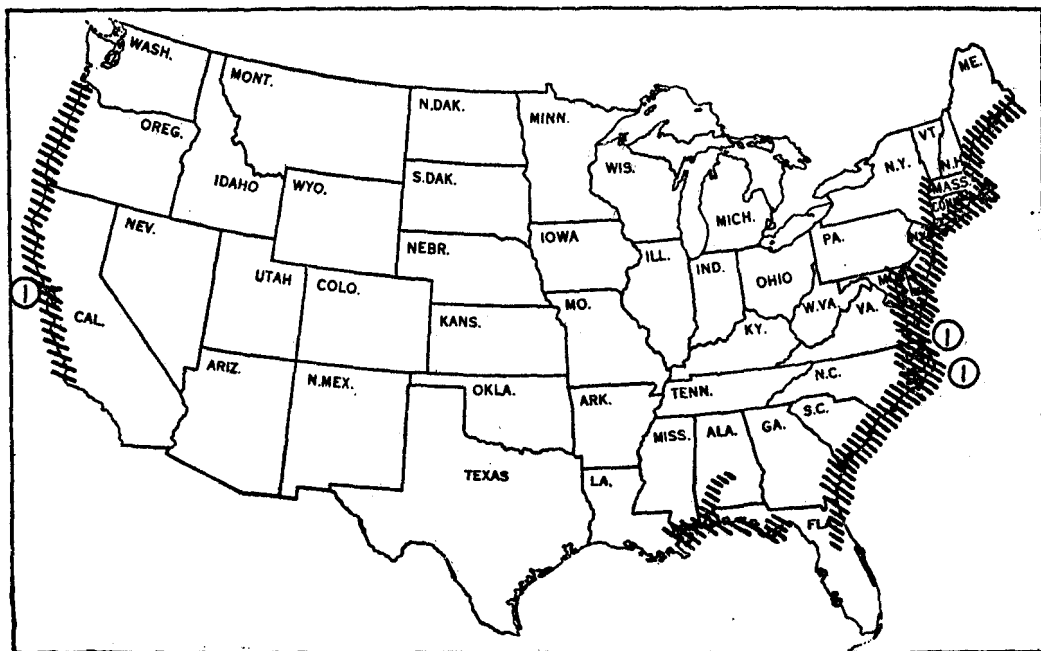 WASH.
MONT.
N.DAK.
MINN.
ME.
OREG.
IDAHO
WYO.
S.DAK.
WIS.
MICH.
N.Y.
VT.
N.H.
MASS.
CONN.
NEV.
UTAH
COLO.
NEBR.
IOWA
ILL.
IND.
OHIO
PA.
CAL.
KANS.
MO.
KY.
W.VA.
VA.
ARIZ.
N.MEX.
OKLA.
ARK.
TENN.
N.C.
S.C.
TEXAS
LA.
MISS.
ALA.
GA.
FLA
1
1
1